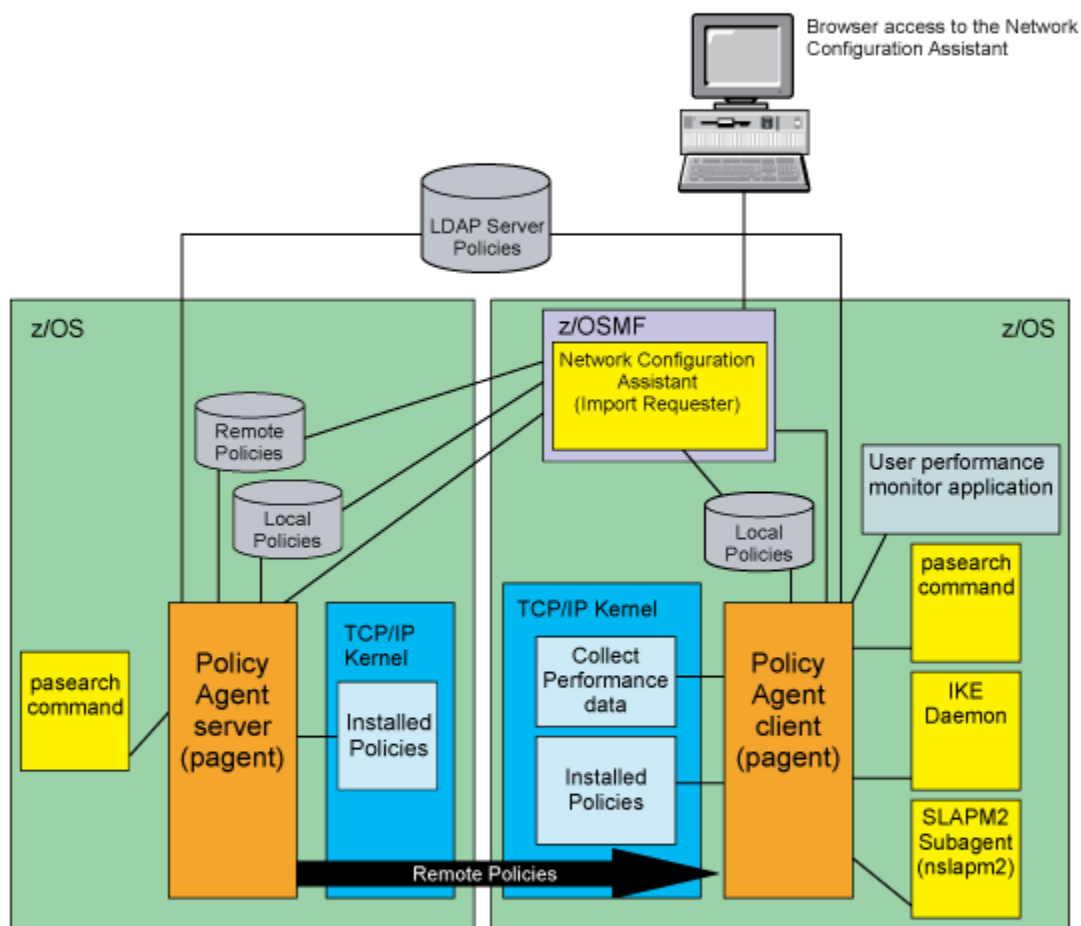 Browser access to the Network
Configuration Assistant
LDAP Server
Policies
z/OS
z/OSMF
z/OS
Network Configuration
Assistant
(Import Requester)
Remote
Policies
Local
Policies
User performance
monitor application
Local
Policies
pasearch
command
Policy
Agent
server
(pagent)
TCP/IP
Kernel
Installed
Policies
TCP/IP Kernel
Collect
Performance
data
Installed
Policies
Policy
Agent
client
(pagent)
pasearch
command
IKE
Daemon
SLAPM2
Subagent
(nslapm2)
Remote Policies